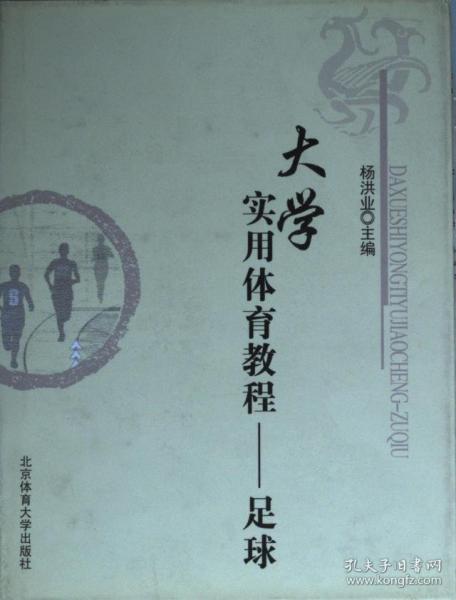 大学
实用体育教程——足球
杨洪业◎主编
DAXUESHIYONGTIYUJIAOCHENG-ZUQIU
北京体育大学出版社
孔夫子旧书网
www.kongfz.com